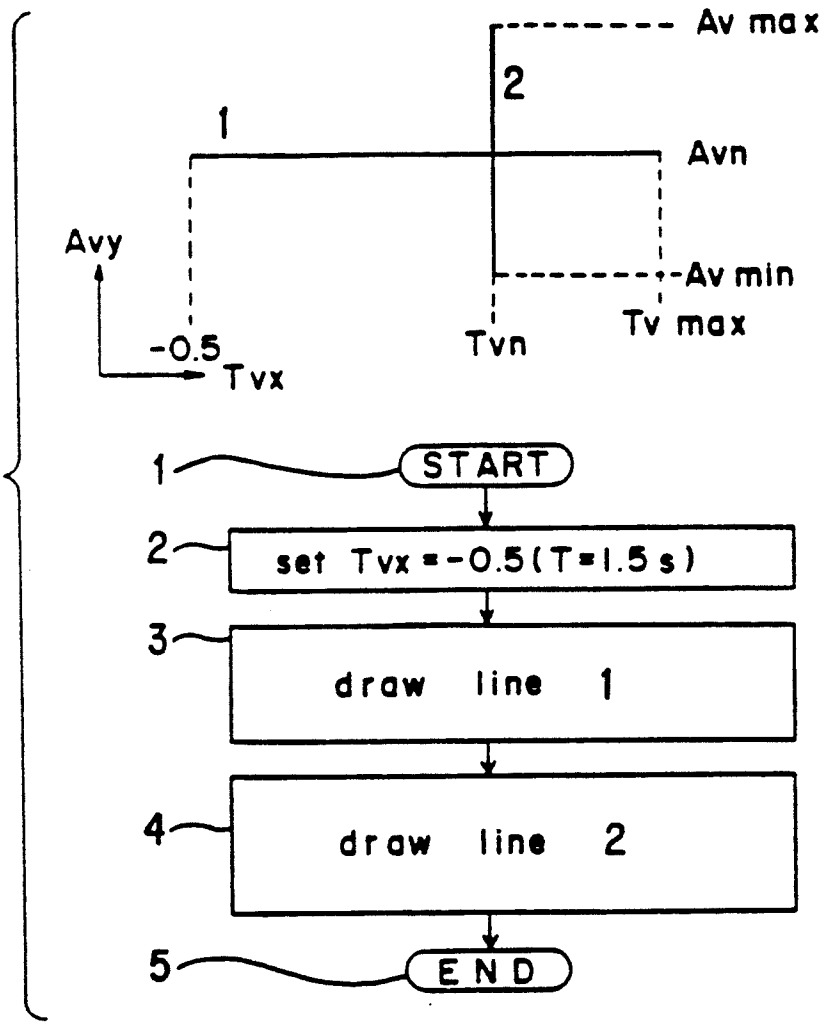 Av max
2
1
Avn
Avy
Av min
Tv max
-0.5
Tvn
Tvx
1 START
2 set Tvx=-0.5(T=1.5s)
3 draw line 1
4 draw line 2
5 END